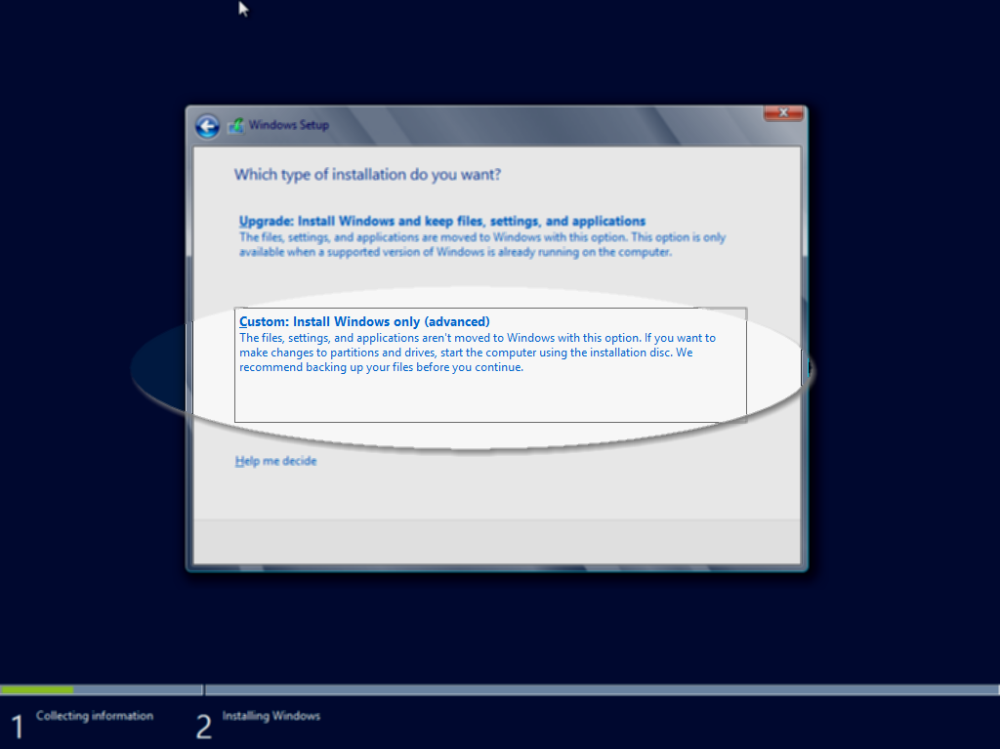 Windows Setup
Which type of installation do you want?
Upgrade: Install Windows and keep files, settings, and applications
The files, settings, and applications are moved to Windows with this option. This option is only
available when a supported version of Windows is already running on the computer.
Custom: Install Windows only (advanced)
The files, settings, and applications aren't moved to Windows with this option. If you want to
make changes to partitions and drives, start the computer using the installation disc. We
recommend backing up your files before you continue.
Help me decide
1 Collecting information
2 Installing Windows